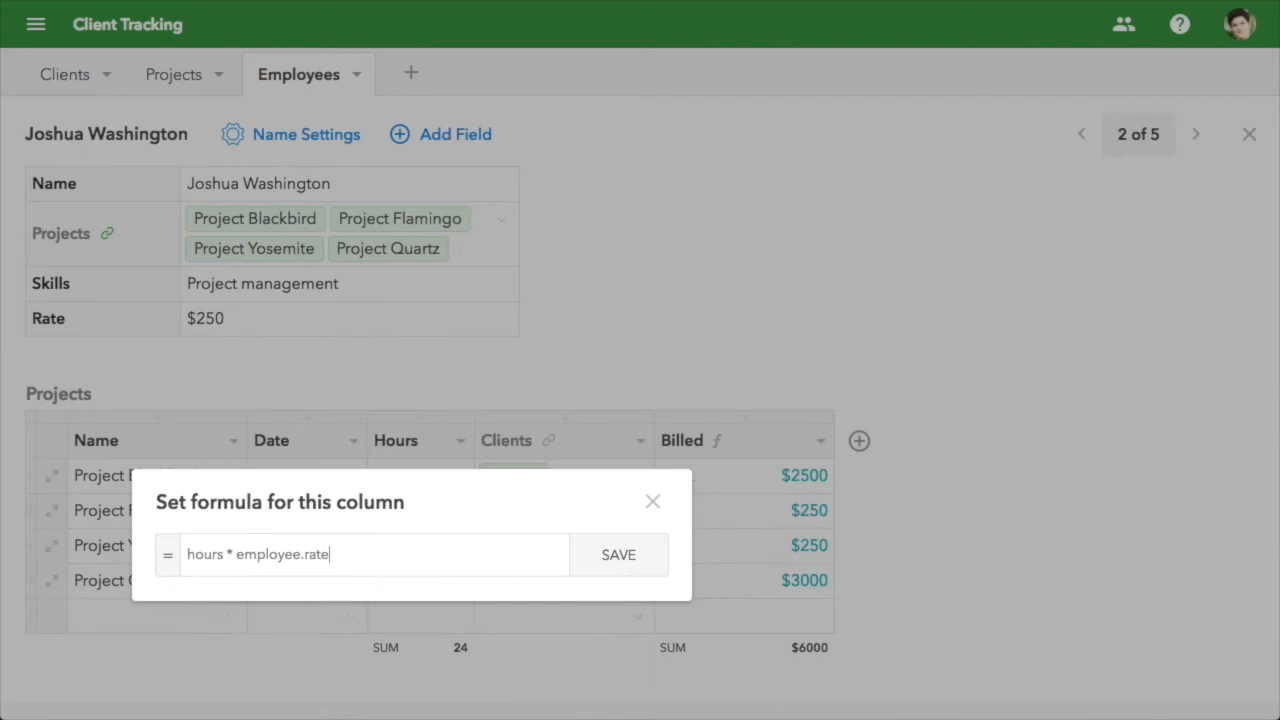 Client Tracking
Clients Projects Employees
Joshua Washington Name Settings Add Field 2 of 5
Name Joshua Washington
Projects Project Blackbird Project Flamingo
Project Yosemite Project Quartz
Skills Project management
Rate $250
Projects
Name Date Hours Clients Billed f
Project $2500
Project $250
Project $250
Project $3000
Set formula for this column
= hours * employee.rate SAVE
SUM 24 SUM $6000